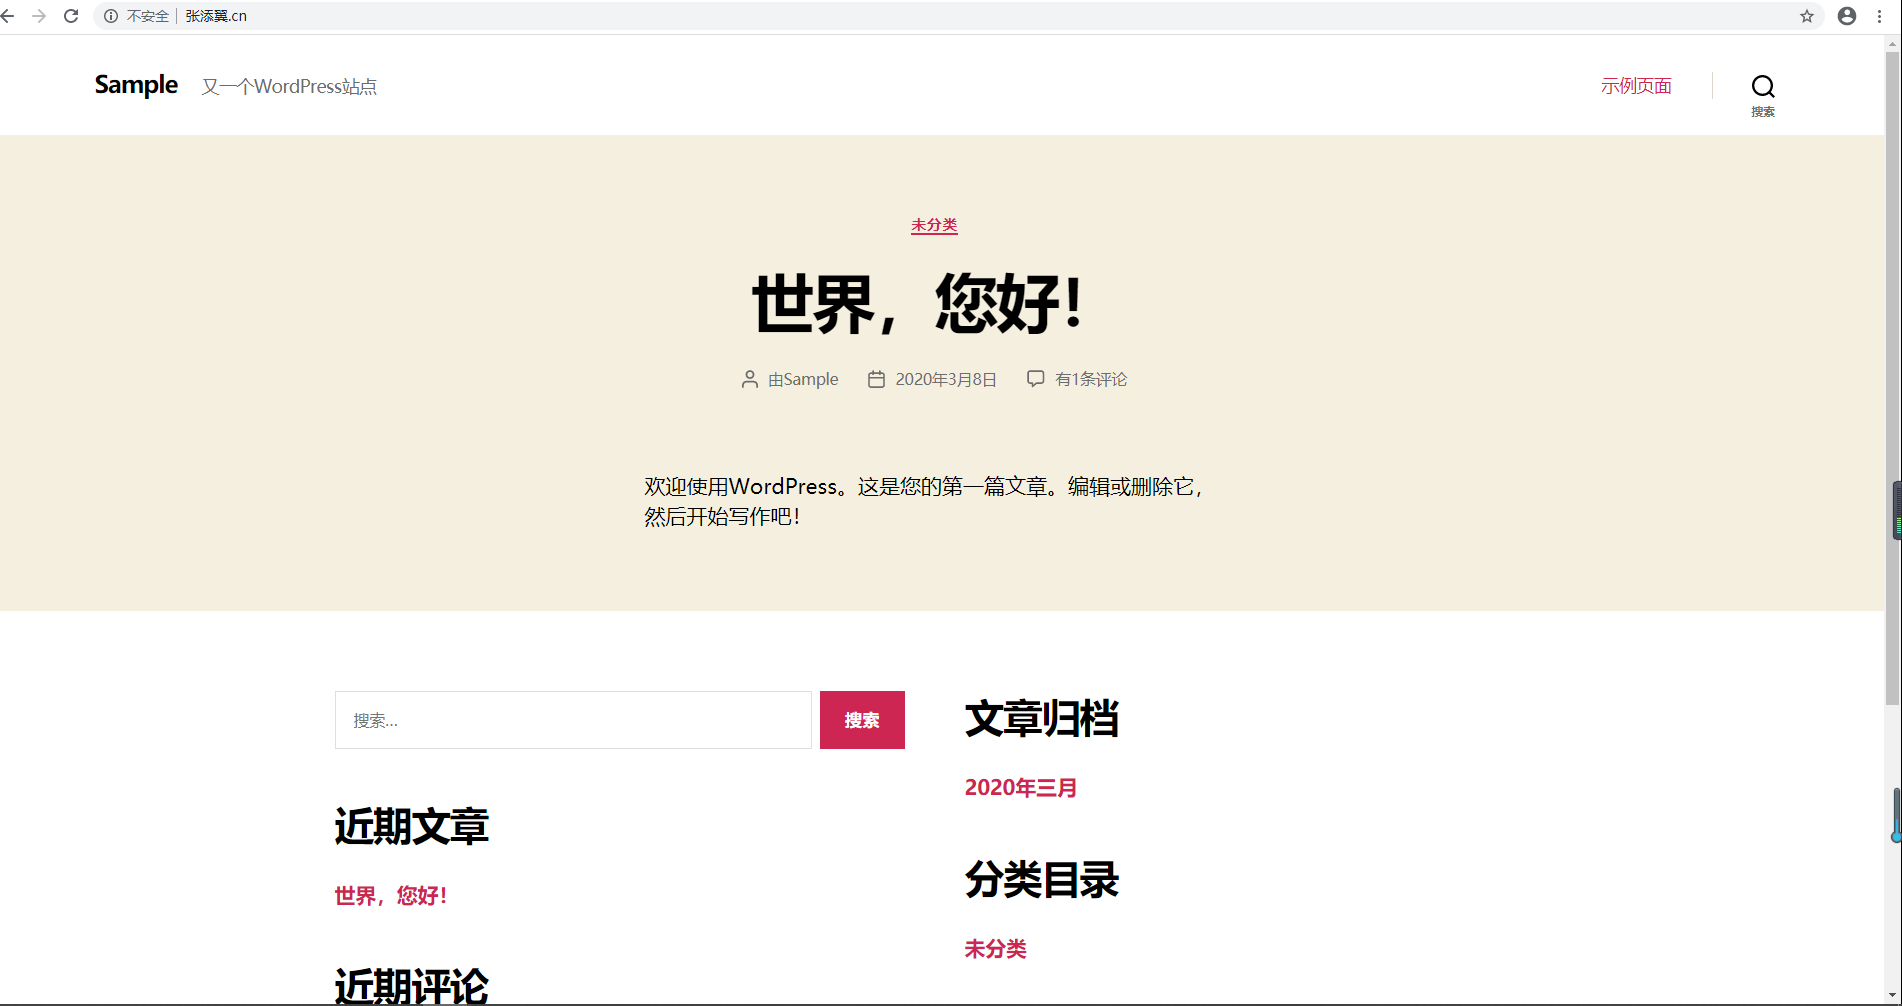 不安全 张添翼.cn
Sample 又一个WordPress站点 示例页面
搜索
未分类
世界，您好！
由Sample 2020年3月8日 有1条评论
欢迎使用WordPress。这是您的第一篇文章。编辑或删除它，
然后开始写作吧！
搜索… 搜索
近期文章
世界，您好！
近期评论
文章归档
2020年三月
分类目录
未分类